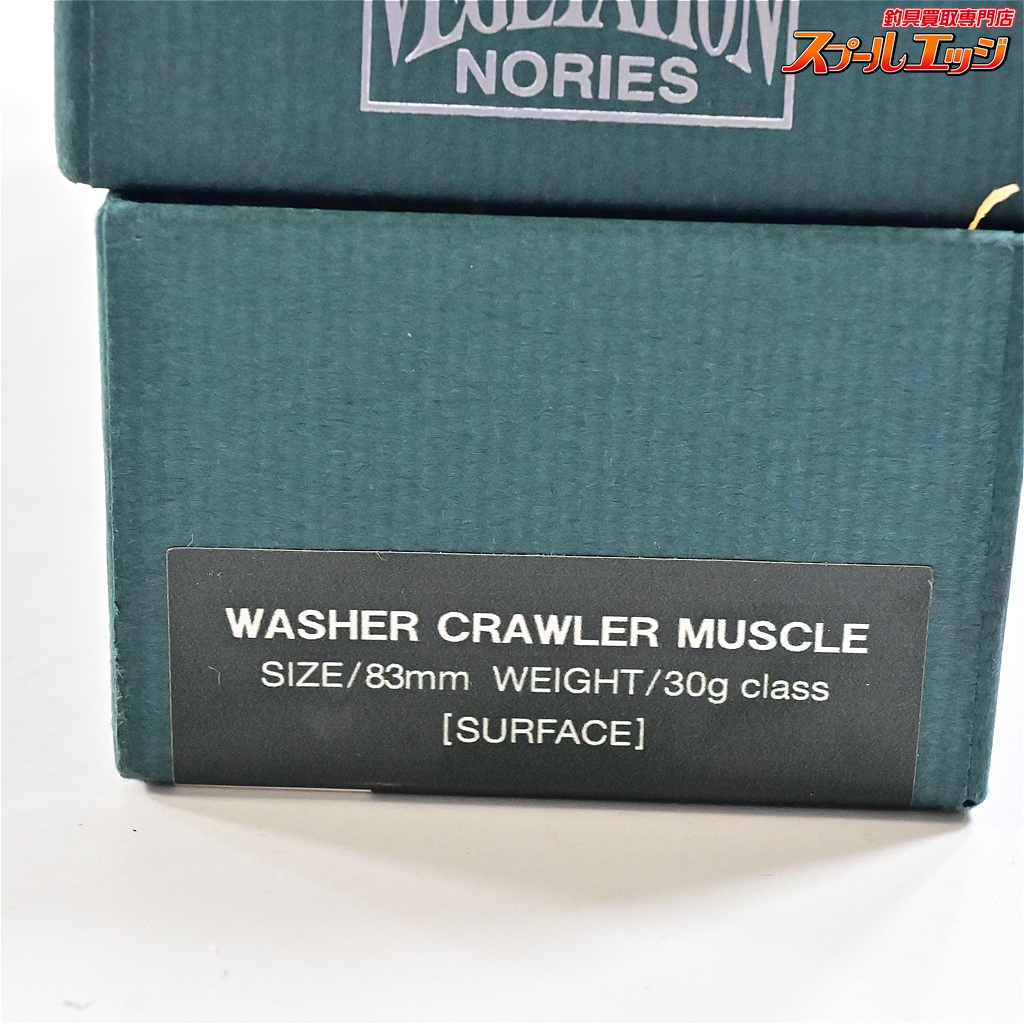 釣具買取専門店
スプールエッジ
VEGETATION
NORIES
WASHER CRAWLER MUSCLE
SIZE/83mm WEIGHT/30g class
[SURFACE]